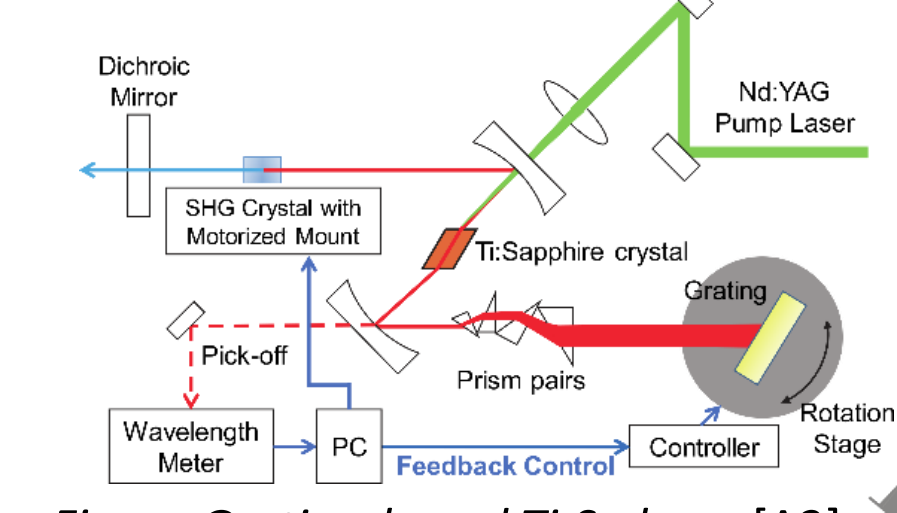 Dichroic
Mirror
Nd:YAG
Pump Laser
SHG Crystal with
Motorized Mount
Ti:Sapphire crystal
Grating
Pick-off
Prism pairs
Rotation
Stage
Wavelength
Meter
PC
Feedback Control
Controller